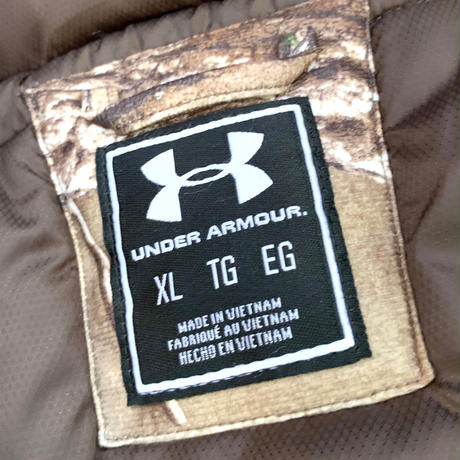 UNDER ARMOUR.
XL TG EG
MADE IN VIETNAM
FABRIQUÉ AU VIETNAM
HECHO EN VIETNAM